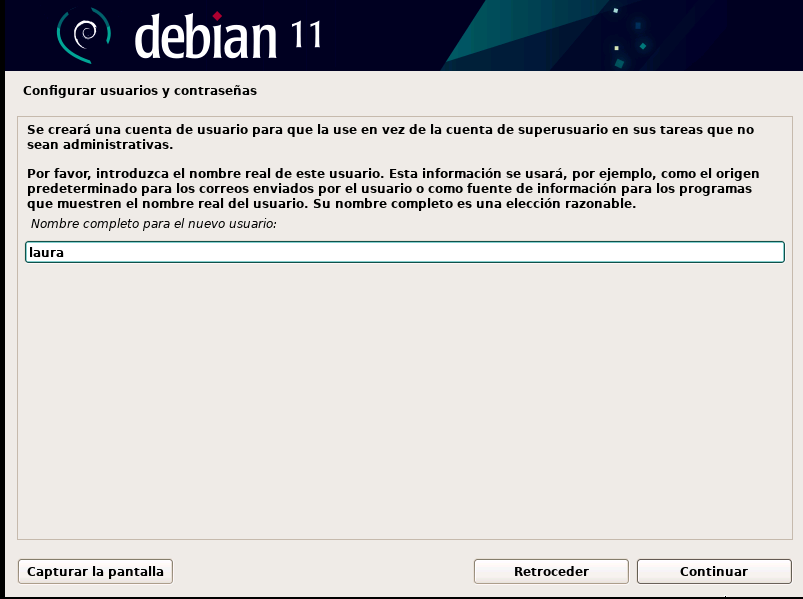 debian 11
Configurar usuarios y contraseñas
Se creará una cuenta de usuario para que la use en vez de la cuenta de superusuario en sus tareas que no
sean administrativas.
Por favor, introduzca el nombre real de este usuario. Esta información se usará, por ejemplo, como el origen
predeterminado para los correos enviados por el usuario o como fuente de información para los programas
que muestren el nombre real del usuario. Su nombre completo es una elección razonable.
Nombre completo para el nuevo usuario:
laura
Capturar la pantalla
Retroceder
Continuar